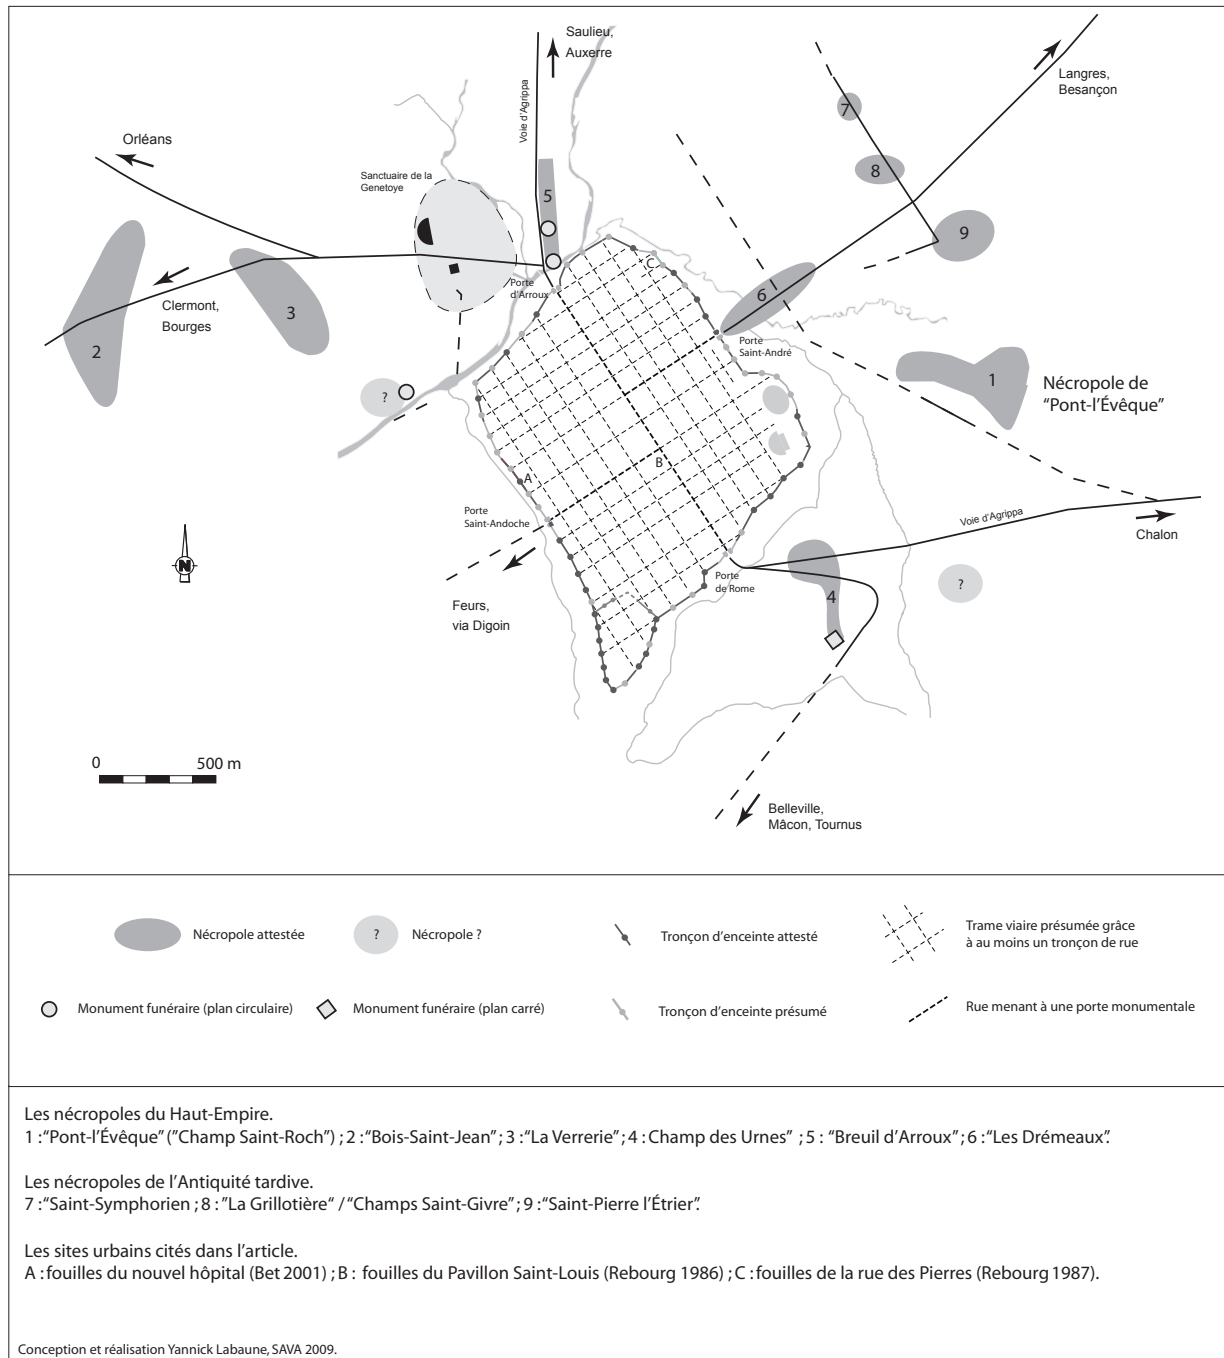 Saulieu,
Auxerre
Voie d'Agrippa
Langres,
Besançon
Orléans
Sanctuaire de la
Genetoye
7
8
5
9
C
6
Porte
d'Arroux
Clermont,
Bourges
3
2
Porte
Saint-André
1
Nécropole de
"Pont-l'Évêque"
?
B
A
Porte
Saint-Andoche
Voie d'Agrippa
Chalon
N
Porte
de Rome
4
?
Feurs,
via Digoin
0 500 m
Belleville,
Mâcon, Tournus
Nécropole attestée
?
Nécropole ?
Tronçon d'enceinte attesté
Trame viaire présumée grâce
à au moins un tronçon de rue
Monument funéraire (plan circulaire)
Monument funéraire (plan carré)
Tronçon d'enceinte présumé
Rue menant à une porte monumentale
Les nécropoles du Haut-Empire.
1 :"Pont-l'Évêque" ("Champ Saint-Roch") ; 2 :"Bois-Saint-Jean" ; 3 :"La Verrerie" ; 4 : Champ des Urnes" ; 5 : "Breuil d'Arroux" ; 6 :"Les Drémeaux".
Les nécropoles de l'Antiquité tardive.
7 :"Saint-Symphorien ; 8 : "La Grillotière" / "Champs Saint-Givre" ; 9 :"Saint-Pierre l'Étrier".
Les sites urbains cités dans l'article.
A : fouilles du nouvel hôpital (Bet 2001) ; B : fouilles du Pavillon Saint-Louis (Rebourg 1986) ; C : fouilles de la rue des Pierres (Rebourg 1987).
Conception et réalisation Yannick Labaune, SAVA 2009.